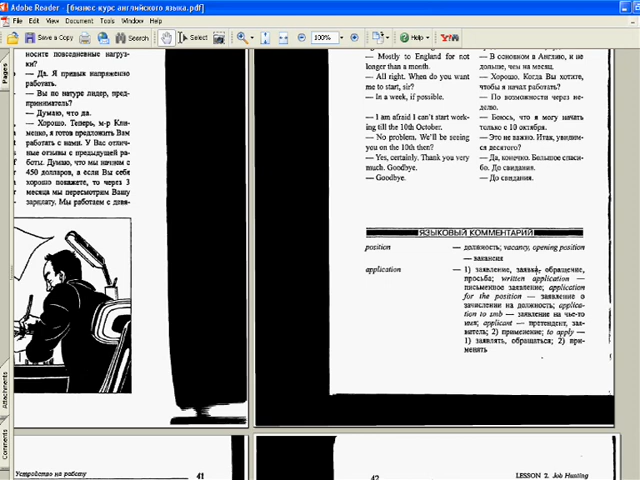 Adobe Reader - [бизнес курс английского языка.pdf]
File Edit View Document Tools Window Help
Save a Copy Search Select 100% Help Y!
Pages
Attachments
Comments
носите повседневные нагруз-
ки?
— Да. Я привык напряженно
работать.
— Вы по натуре лидер, пред-
приниматель?
— Думаю, что да.
— Хорошо. Теперь, м-р Кли-
менко, я готов предложить Вам
работать с нами. У Вас отлич-
ные отзывы с предыдущей ра-
боты. Думаю, что мы начнем с
450 долларов, а если Вы себя
хорошо покажете, то через 3
месяца мы пересмотрим Вашу
зарплату. Мы работаем с девя-
— Mostly to England for not
longer than a month.
— All right. When do you want
me to start, sir?
— In a week, if possible.
— I am afraid I can't start work-
ing till the 10th October.
— No problem. We'll be seeing
you on the 10th then?
— Yes, certainly. Thank you very
much. Goodbye.
— Goodbye.
— В основном в Англию, и не
дольше, чем на месяц.
— Хорошо. Когда Вы хотите,
чтобы я начал работать?
— По возможности через не-
делю.
— Боюсь, что я могу начать
только с 10 октября.
— Это не важно. Итак, увидим-
ся десятого?
— Да, конечно. Большое спаси-
бо. До свидания.
— До свидания.
ЯЗЫКОВЫЙ КОММЕНТАРИЙ
position — должность; vacancy, opening position
— вакансия
application — 1) заявление, заявка, обращение,
просьба; written application —
письменное заявление; application
for the position — заявление о
зачислении на должность; applica-
tion to smb — заявление на чье-то
имя; applicant — претендент, зая-
витель; 2) применение; to apply —
1) заявлять, обращаться; 2) при-
менять
Устройство на работу 41
42 LESSON 2. Job Hunting